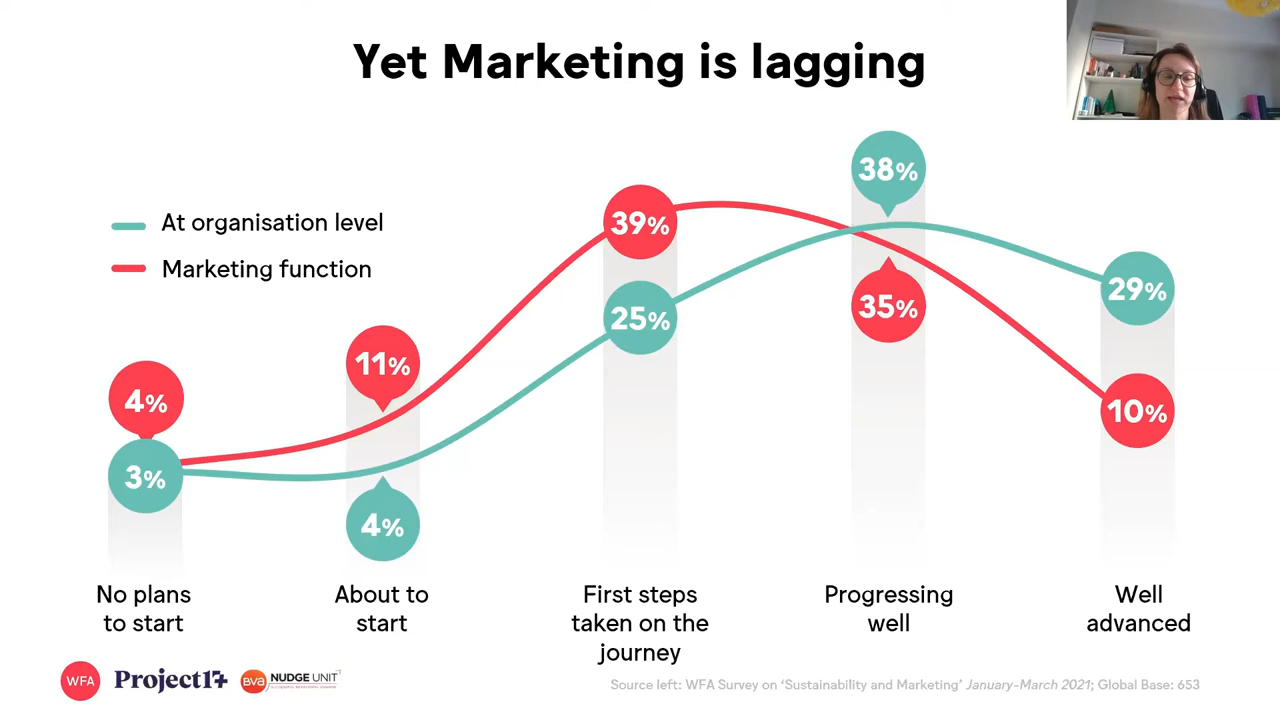 Yet Marketing is lagging
At organisation level
Marketing function
38%
39%
29%
25%
35%
11%
4%
10%
3%
4%
No plans
to start
About to
start
First steps
taken on the
journey
Progressing
well
Well
advanced
WFA
Project17
BVA NUDGE UNIT
Source left: WFA Survey on ‘Sustainability and Marketing’ January–March 2021; Global Base: 653